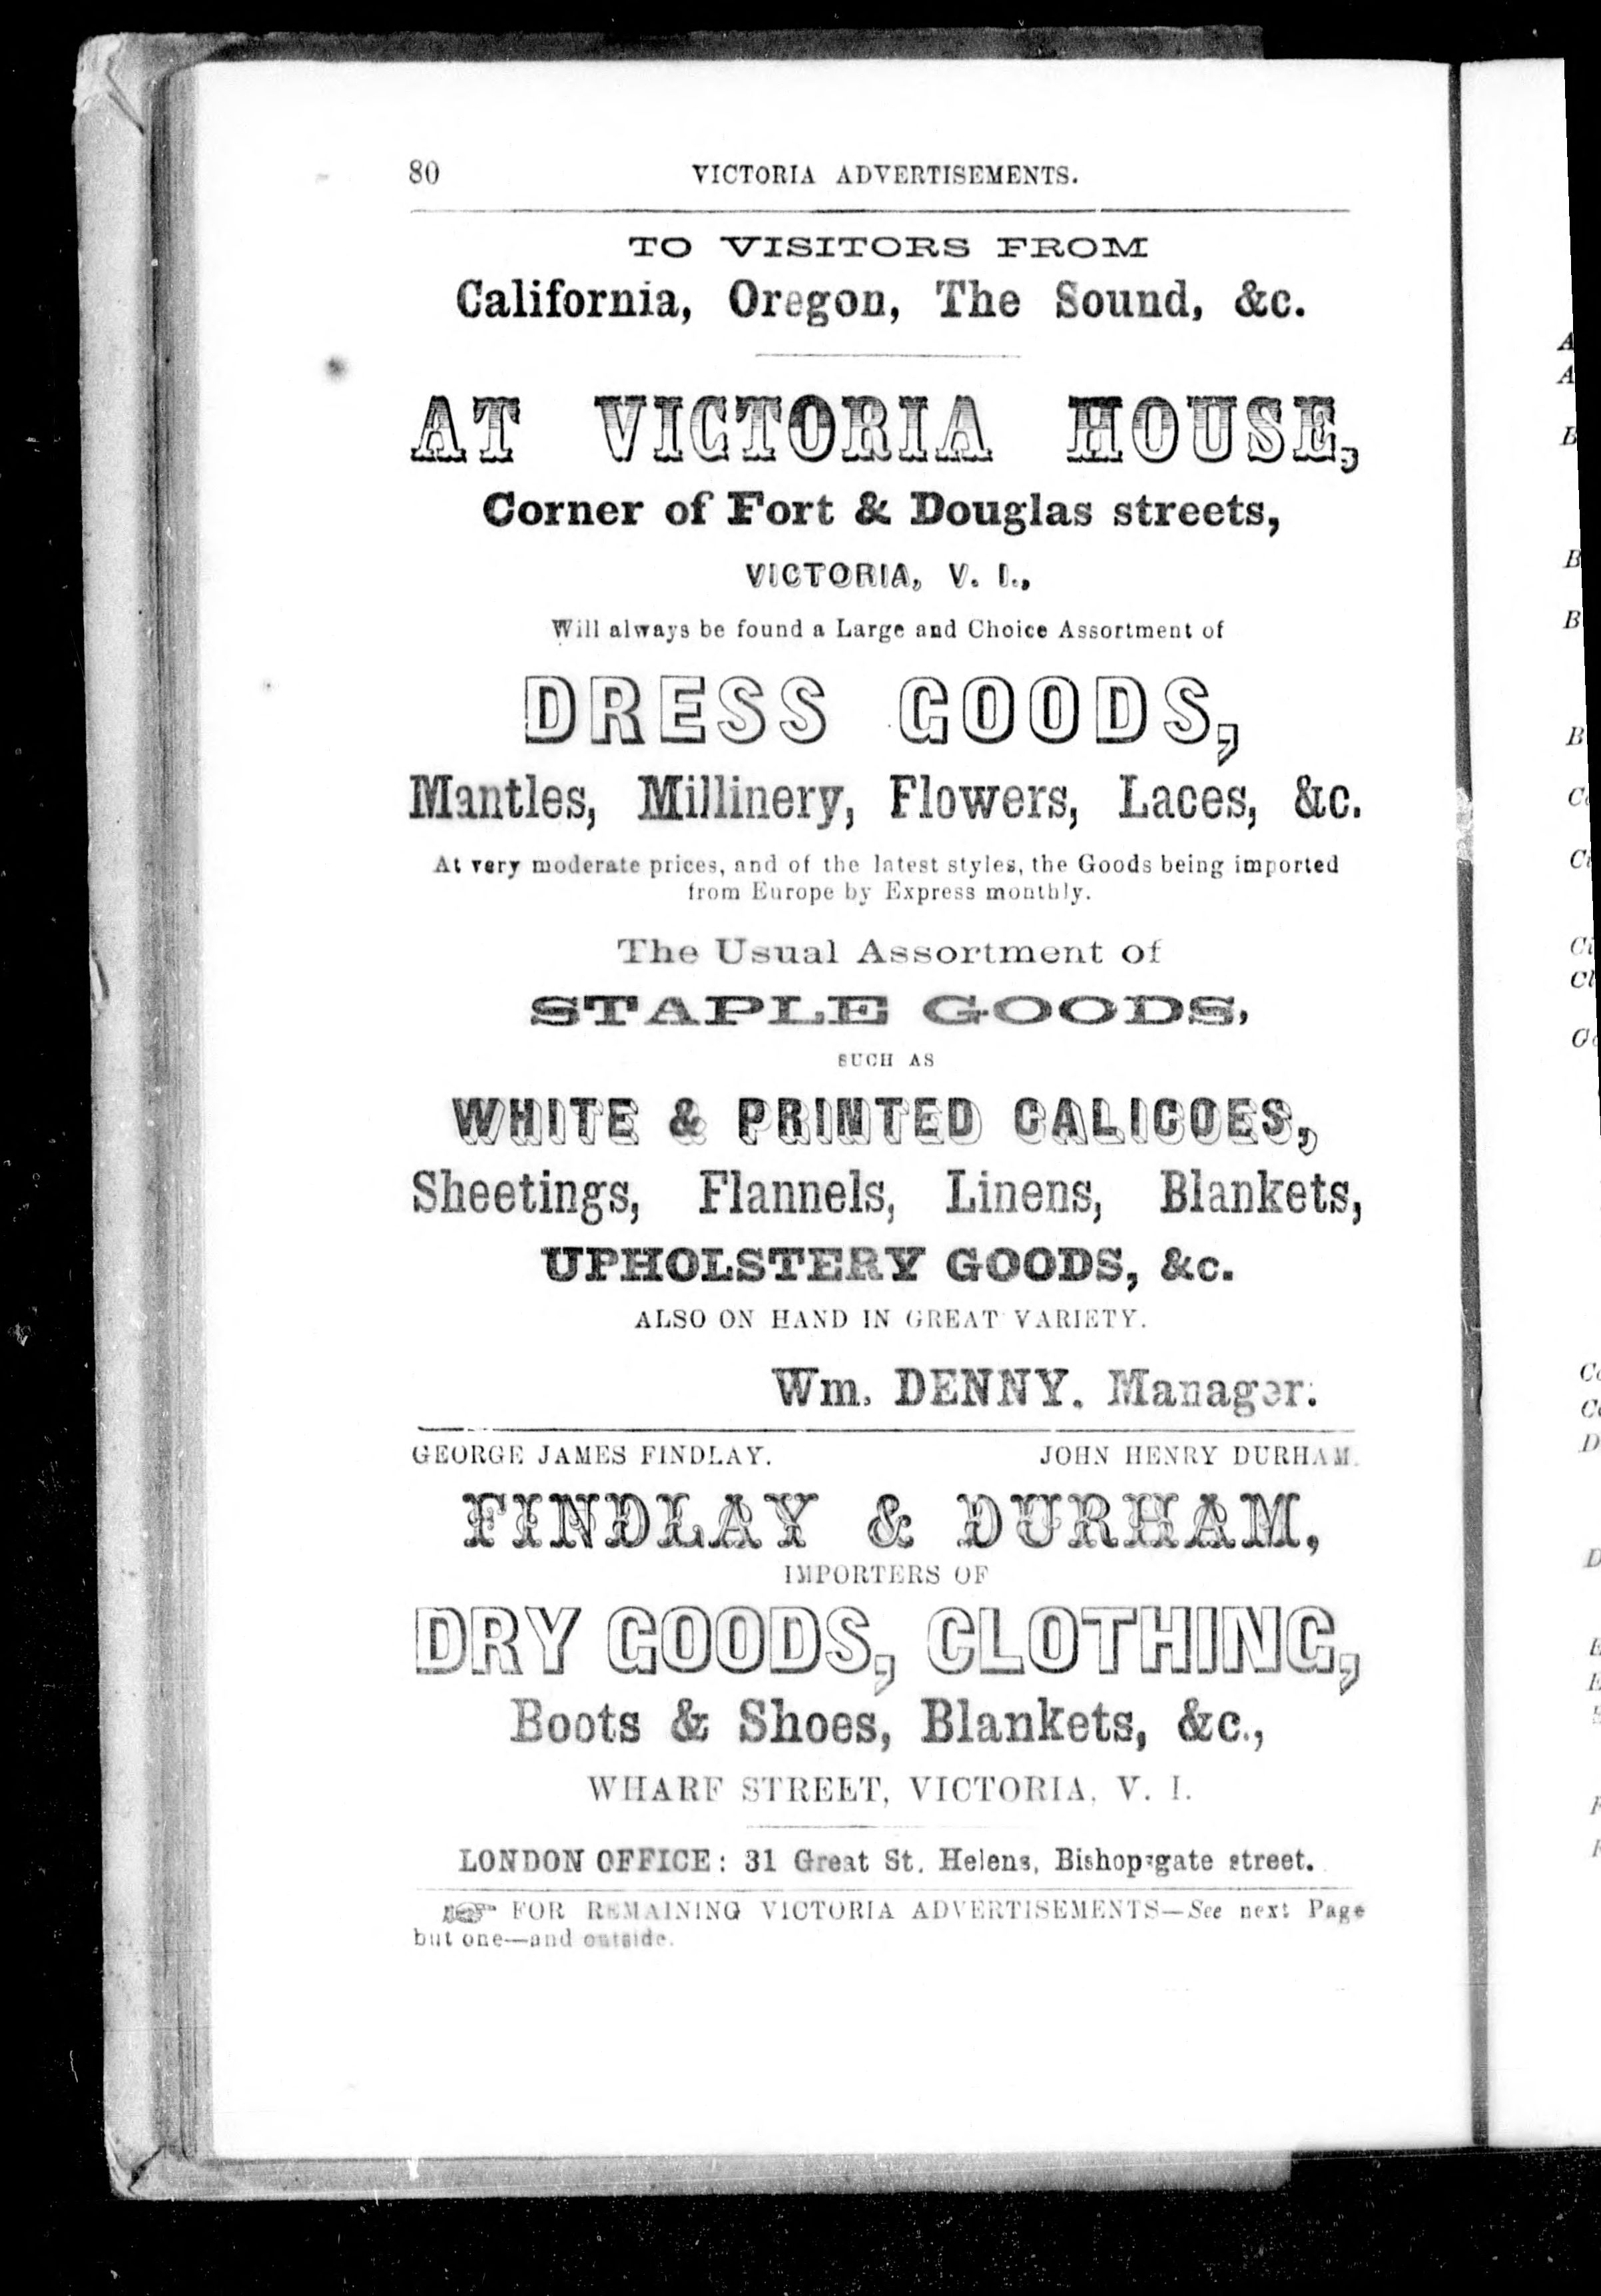 80
VICTORIA ADVERTISEMENTS.
TO VISITORS FROM
California, Oregon, The Sound, &c.
AT VICTORIA HOUSE,
Corner of Fort & Douglas streets,
VICTORIA, V. I.,
Will always be found a Large and Choice Assortment of
DRESS GOODS,
Mantles, Millinery, Flowers, Laces, &c.
At very moderate prices, and of the latest styles, the Goods being imported
from Europe by Express monthly.
The Usual Assortment of
STAPLE GOODS,
SUCH AS
WHITE & PRINTED CALICOES,
Sheetings, Flannels, Linens, Blankets,
UPHOLSTERY GOODS, &c.
ALSO ON HAND IN GREAT VARIETY.
Wm. DENNY, Manager.
GEORGE JAMES FINDLAY. JOHN HENRY DURHAM.
FINDLAY & DURHAM,
IMPORTERS OF
DRY GOODS, CLOTHING,
Boots & Shoes, Blankets, &c.,
WHARF STREET, VICTORIA, V. I.
LONDON OFFICE: 31 Great St. Helens, Bishopsgate street.
☞ FOR REMAINING VICTORIA ADVERTISEMENTS—See next Page
but one—and outside.